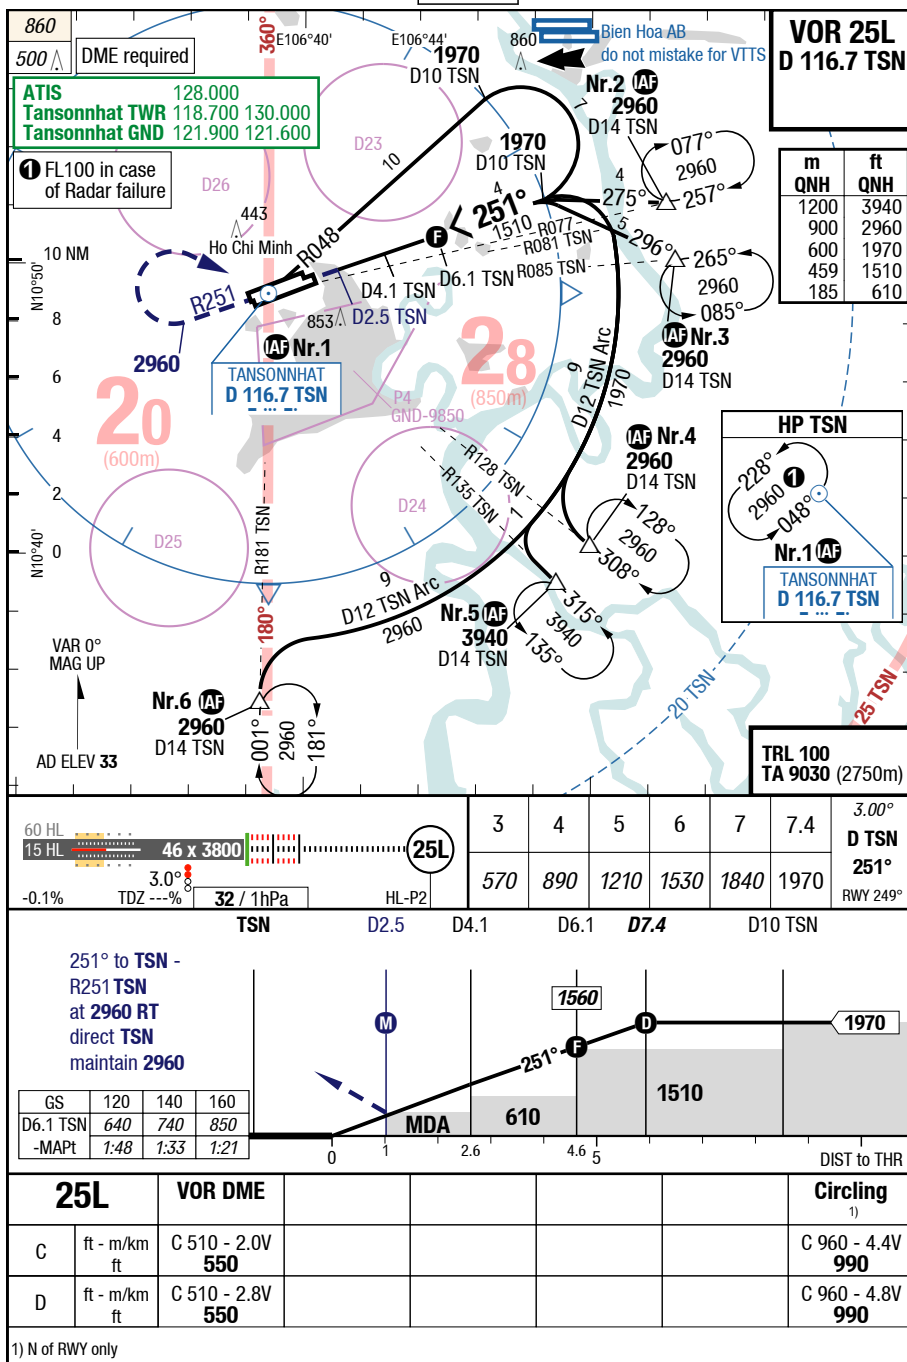 860
500
DME required
ATIS 128.000
Tansonnhat TWR 118.700 130.000
Tansonnhat GND 121.900 121.600
1 FL100 in case
of Radar failure
VOR 25L
D 116.7 TSN
Bien Hoa AB
do not mistake for VTTS
360°
E106°40'
E106°44'
860
1970
D10 TSN
Nr.2 IAF
2960
D14 TSN
7
D23
10
1970
D10 TSN
077°
2960
257°
4
275°
m ft
QNH QNH
1200 3940
900 2960
600 1970
459 1510
185 610
D26
443
Ho Chi Minh
R048
4
251°
1510
F
R077
R081 TSN
R085 TSN
5
296°
265°
2960
085°
10 NM
N10°50'
R251
D4.1 TSN
D6.1 TSN
D2.5 TSN
853
8
2960
IAF Nr.1
TANSONNHAT
D 116.7 TSN
IAF Nr.3
2960
D14 TSN
28
(850m)
9
D12 TSN Arc
1970
6
20
(600m)
P4
GND-9850
4
IAF Nr.4
2960
D14 TSN
HP TSN
228°
2960 1
048°
Nr.1 IAF
TANSONNHAT
D 116.7 TSN
R128 TSN
R135 TSN
2
D24
1
128°
2960
308°
D25
R181 TSN
N10°40'
0
9
D12 TSN Arc
2960
Nr.5 IAF
3940
D14 TSN
315°
3940
135°
180°
VAR 0°
MAG UP
AD ELEV 33
Nr.6 IAF
2960
D14 TSN
001°
2960
181°
20 TSN
25 TSN
TRL 100
TA 9030 (2750m)
60 HL
15 HL
46 x 3800
25L
3.0°
-0.1%
TDZ ---%
32 / 1hPa
HL-P2
3 4 5 6 7 7.4
570 890 1210 1530 1840 1970
3.00°
D TSN
251°
RWY 249°
TSN D2.5 D4.1 D6.1 D7.4 D10 TSN
251° to TSN -
R251 TSN
at 2960 RT
direct TSN
maintain 2960
M
1560
D
F
251°
1970
1510
610
MDA
GS 120 140 160
D6.1 TSN 640 740 850
-MAPt 1:48 1:33 1:21
0 1 2.6 4.6 5 DIST to THR
25L VOR DME Circling
1)
C ft - m/km C 510 - 2.0V C 960 - 4.4V
ft 550 990
D ft - m/km C 510 - 2.8V C 960 - 4.8V
ft 550 990
1) N of RWY only